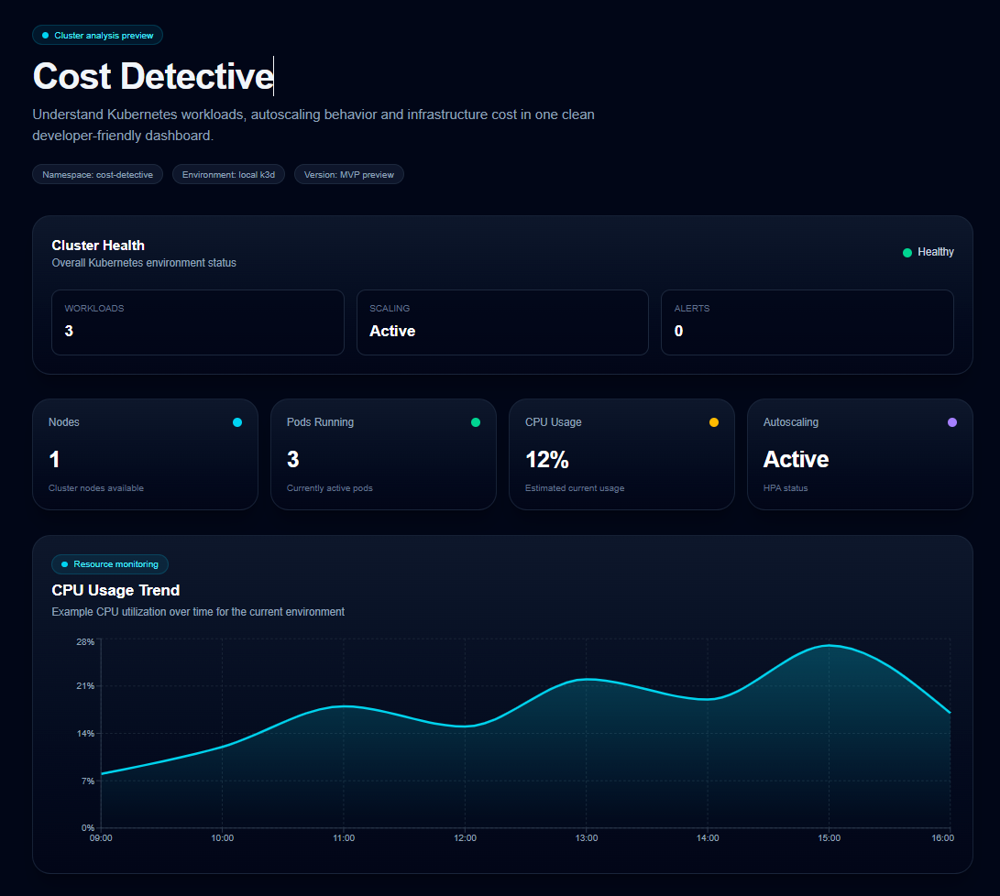 Cluster analysis preview
Cost Detective
Understand Kubernetes workloads, autoscaling behavior and infrastructure cost in one clean
developer-friendly dashboard.
Namespace: cost-detective
Environment: local k3d
Version: MVP preview
Cluster Health
Overall Kubernetes environment status
Healthy
WORKLOADS
3
SCALING
Active
ALERTS
0
Nodes
1
Cluster nodes available
Pods Running
3
Currently active pods
CPU Usage
12%
Estimated current usage
Autoscaling
Active
HPA status
Resource monitoring
CPU Usage Trend
Example CPU utilization over time for the current environment
28%
21%
14%
7%
0%
09:00
10:00
11:00
12:00
13:00
14:00
15:00
16:00